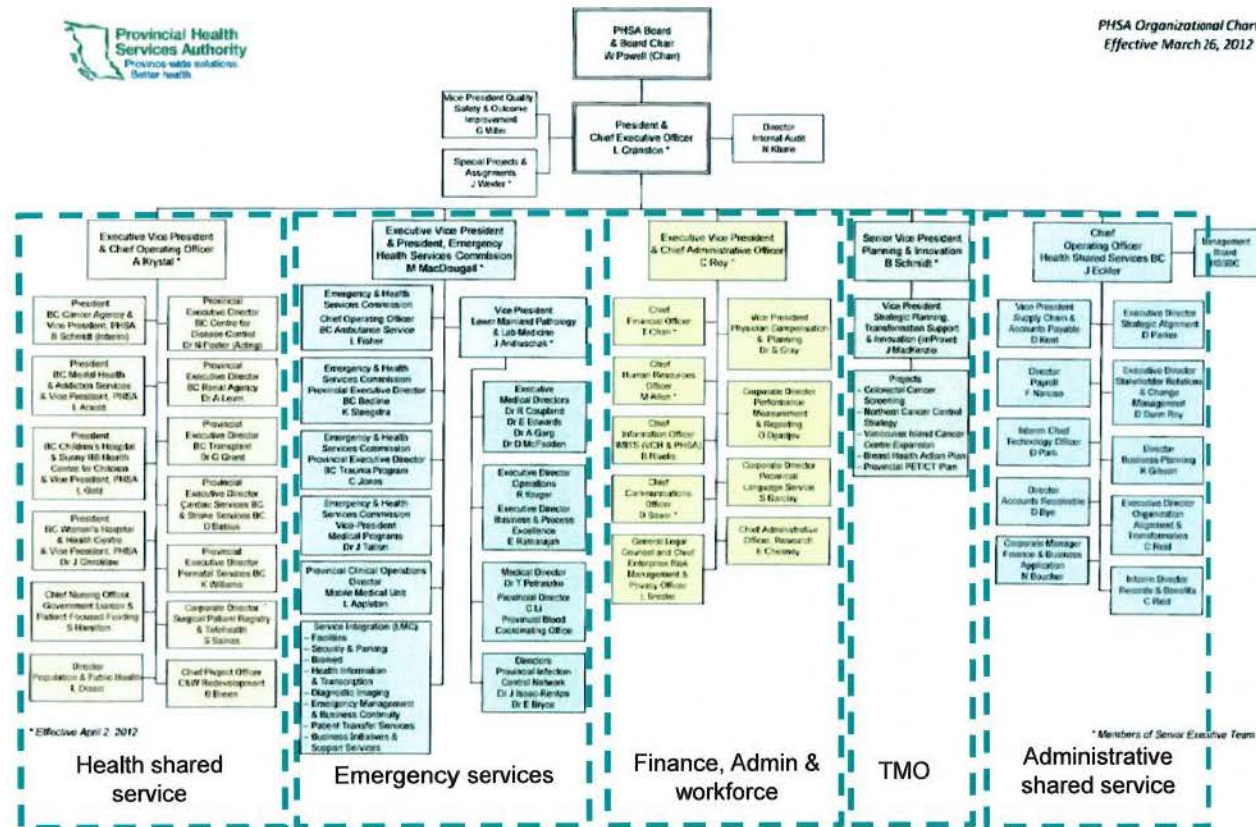 Provincial Health
Services Authority
Province-wide solutions.
Better health.
PHSA Organizational Chart
Effective March 26, 2012
PHSA Board
& Board Chair
W Powell (Chair)
Vice President Quality
Safety & Outcome
Improvement
G Miller
President &
Chief Executive Officer
L Cranston *
Director
Internal Audit
N Khare
Special Projects &
Assignments
J Wexler *
Executive Vice President
& Chief Operating Officer
A Krystal *
President
BC Cancer Agency &
Vice President, PHSA
B Schmidt (Interim)
Provincial
Executive Director
BC Centre for
Disease Control
Dr N Foster (Acting)
President
BC Mental Health
& Addiction Services
& Vice President, PHSA
L Arnold
Provincial
Executive Director
BC Renal Agency
Dr A Levin
President
BC Children's Hospital
& Sunny Hill Health
Center for Children
& Vice President, PHSA
L Gold
Provincial
Executive Director
BC Transplant
Dr G Grant
Provincial
Executive Director
Cardiac Services BC
& Stroke Services BC
D Babiuk
President
BC Women's Hospital
& Health Centre
& Vice President, PHSA
Dr J Christilaw
Provincial
Executive Director
Perinatal Services BC
K Williams
Chief Nursing Officer
Government Liaison &
Patient Focused Funding
S Hamilton
Corporate Director
Surgical Patient Registry
& Telehealth
Director
Population & Public Health
Chief Project Officer
C&W Redevelopment
B Breen
* Effective April 2, 2012
Health shared
service
Executive Vice President
& President, Emergency
Health Services Commission
M MacDougall *
Emergency & Health
Services Commission
Chief Operating Officer
BC Ambulance Service
L Fisher
Vice President
Lower Mainland Pathology
& Lab Medicine
J Andruschak *
Emergency & Health
Services Commission
Provincial Executive Director
BC Bedline
K Steegstra
Executive
Medical Directors
Dr R Coupland
Dr E Edwards
Dr A Garg
Dr D McFadden
Emergency & Health
Services Commission
Provincial Executive Director
BC Trauma Program
C Jones
Executive Director
Operations
R Kruger
Executive Director
Business & Process
Excellence
E Ratnarajah
Emergency & Health
Services Commission
Vice-President
Medical Programs
Dr J Tallon
Provincial Clinical Operations
Director
Mobile Medical Unit
L Appleton
Medical Director
Dr T Petraszko
Provincial Director
C Li
Provincial Blood
Coordinating Office
Service Integration (LMC)
– Facilities
– Security & Parking
– Biomed
– Health Information
& Transcription
– Diagnostic Imaging
– Emergency Management
& Business Continuity
– Patient Transfer Services
– Business Initiatives &
Support Services
Directors
Provincial Infection
Control Network
Dr J Isaac-Renton
Dr E Bryce
Emergency services
Executive Vice President
& Chief Administrative Officer
C Roy *
Chief
Financial Officer
T Chan *
Vice President
Physician Compensation
& Planning
Dr G Gray
Chief
Human Resources
Officer
M Allen *
Corporate Director
Performance
Measurement
& Reporting
Chief
Information Officer
IMITS (VCH & PHSA)
Corporate Director
Provincial
Language Service
S Barclay
Chief
Communications
Officer
Chief Administrative
Officer, Research
E Chesney
General Legal
Counsel and Chief
Enterprise Risk
Management &
Privacy Officer
Finance, Admin &
workforce
Senior Vice President
Planning & Innovation
B Schmidt *
Vice President
Strategic Planning,
Transformation Support
& Innovation (imPROVE)
J MacKenzie
Projects
– Colorectal Cancer
Screening
– Northern Cancer Control
Strategy
– Vancouver Island Cancer
Centre Expansion
– Breast Health Action Plan
– Provincial PET/CT Plan
TMO
Chief
Operating Officer
Health Shared Services BC
J Eckler
Management
Board
HSSBC
Vice President
Supply Chain &
Accounts Payable
D Kent
Executive Director
Strategic Alignment
D Parker
Director
Payroll
F Narciso
Executive Director
Stakeholder Relations
& Change
Management
D Dunn Roy
Interim Chief
Technology Officer
D Park
Director
Business Planning
K Gibson
Director
Accounts Receivable
D Bye
Executive Director
Organization
Alignment &
Transformation
C Reid
Corporate Manager
Finance & Business
Application
N Boucher
Interim Director
Records & Benefits
C Reid
* Members of Senior Executive Team
Administrative
shared service